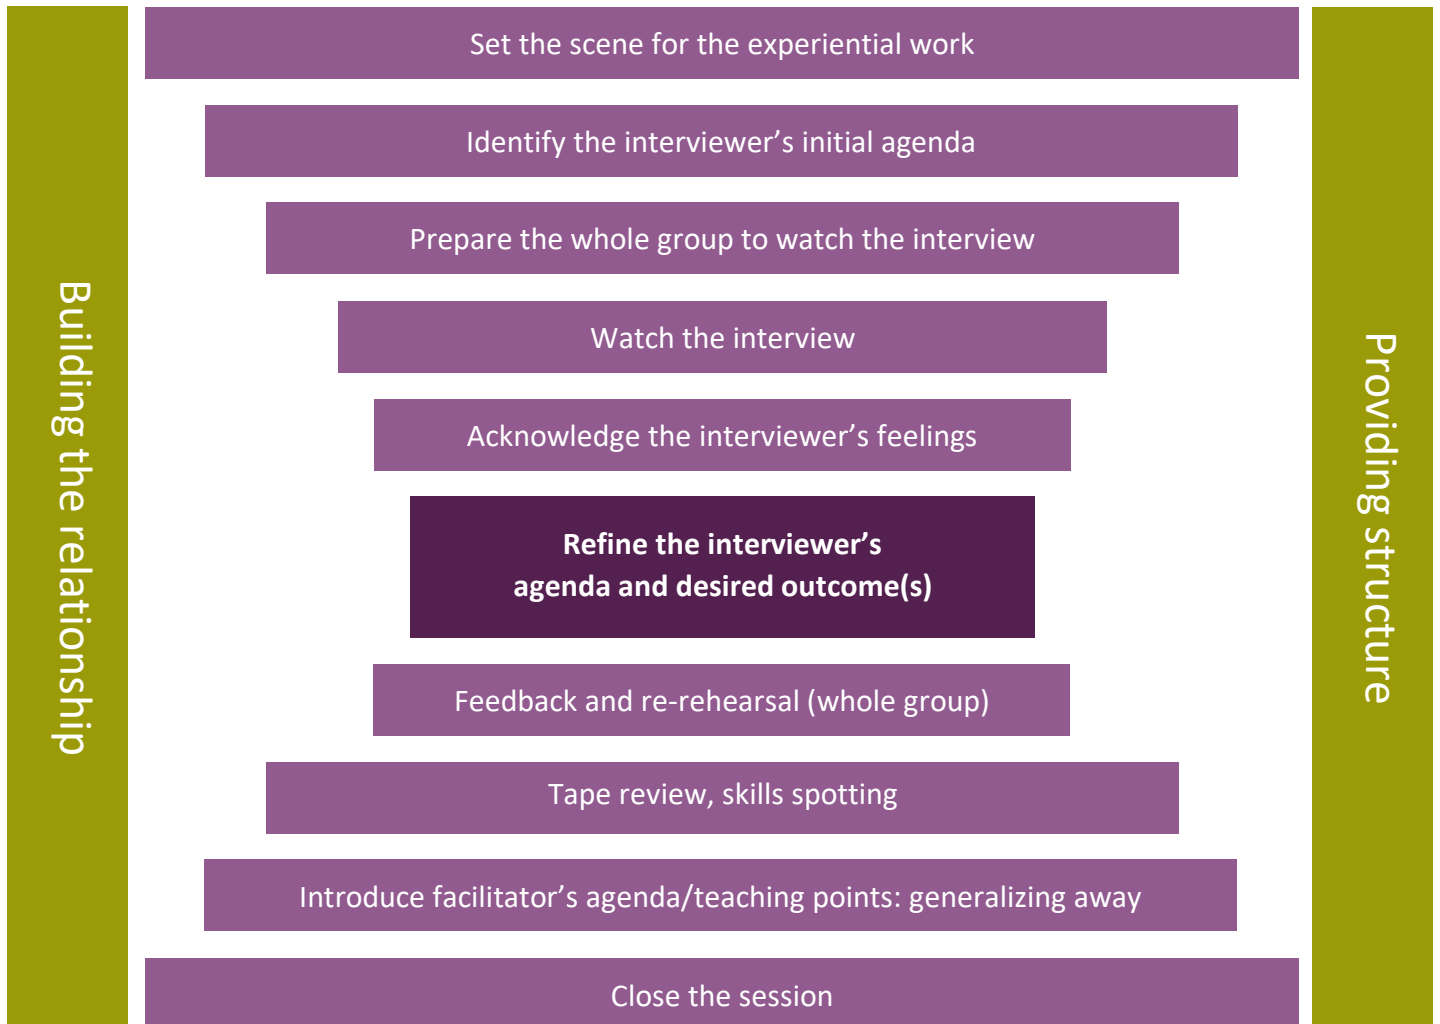 Building the relationship
Set the scene for the experiential work
Identify the interviewer’s initial agenda
Prepare the whole group to watch the interview
Watch the interview
Acknowledge the interviewer’s feelings
Refine the interviewer’s
agenda and desired outcome(s)
Feedback and re-rehearsal (whole group)
Tape review, skills spotting
Introduce facilitator’s agenda/teaching points: generalizing away
Close the session
Providing structure